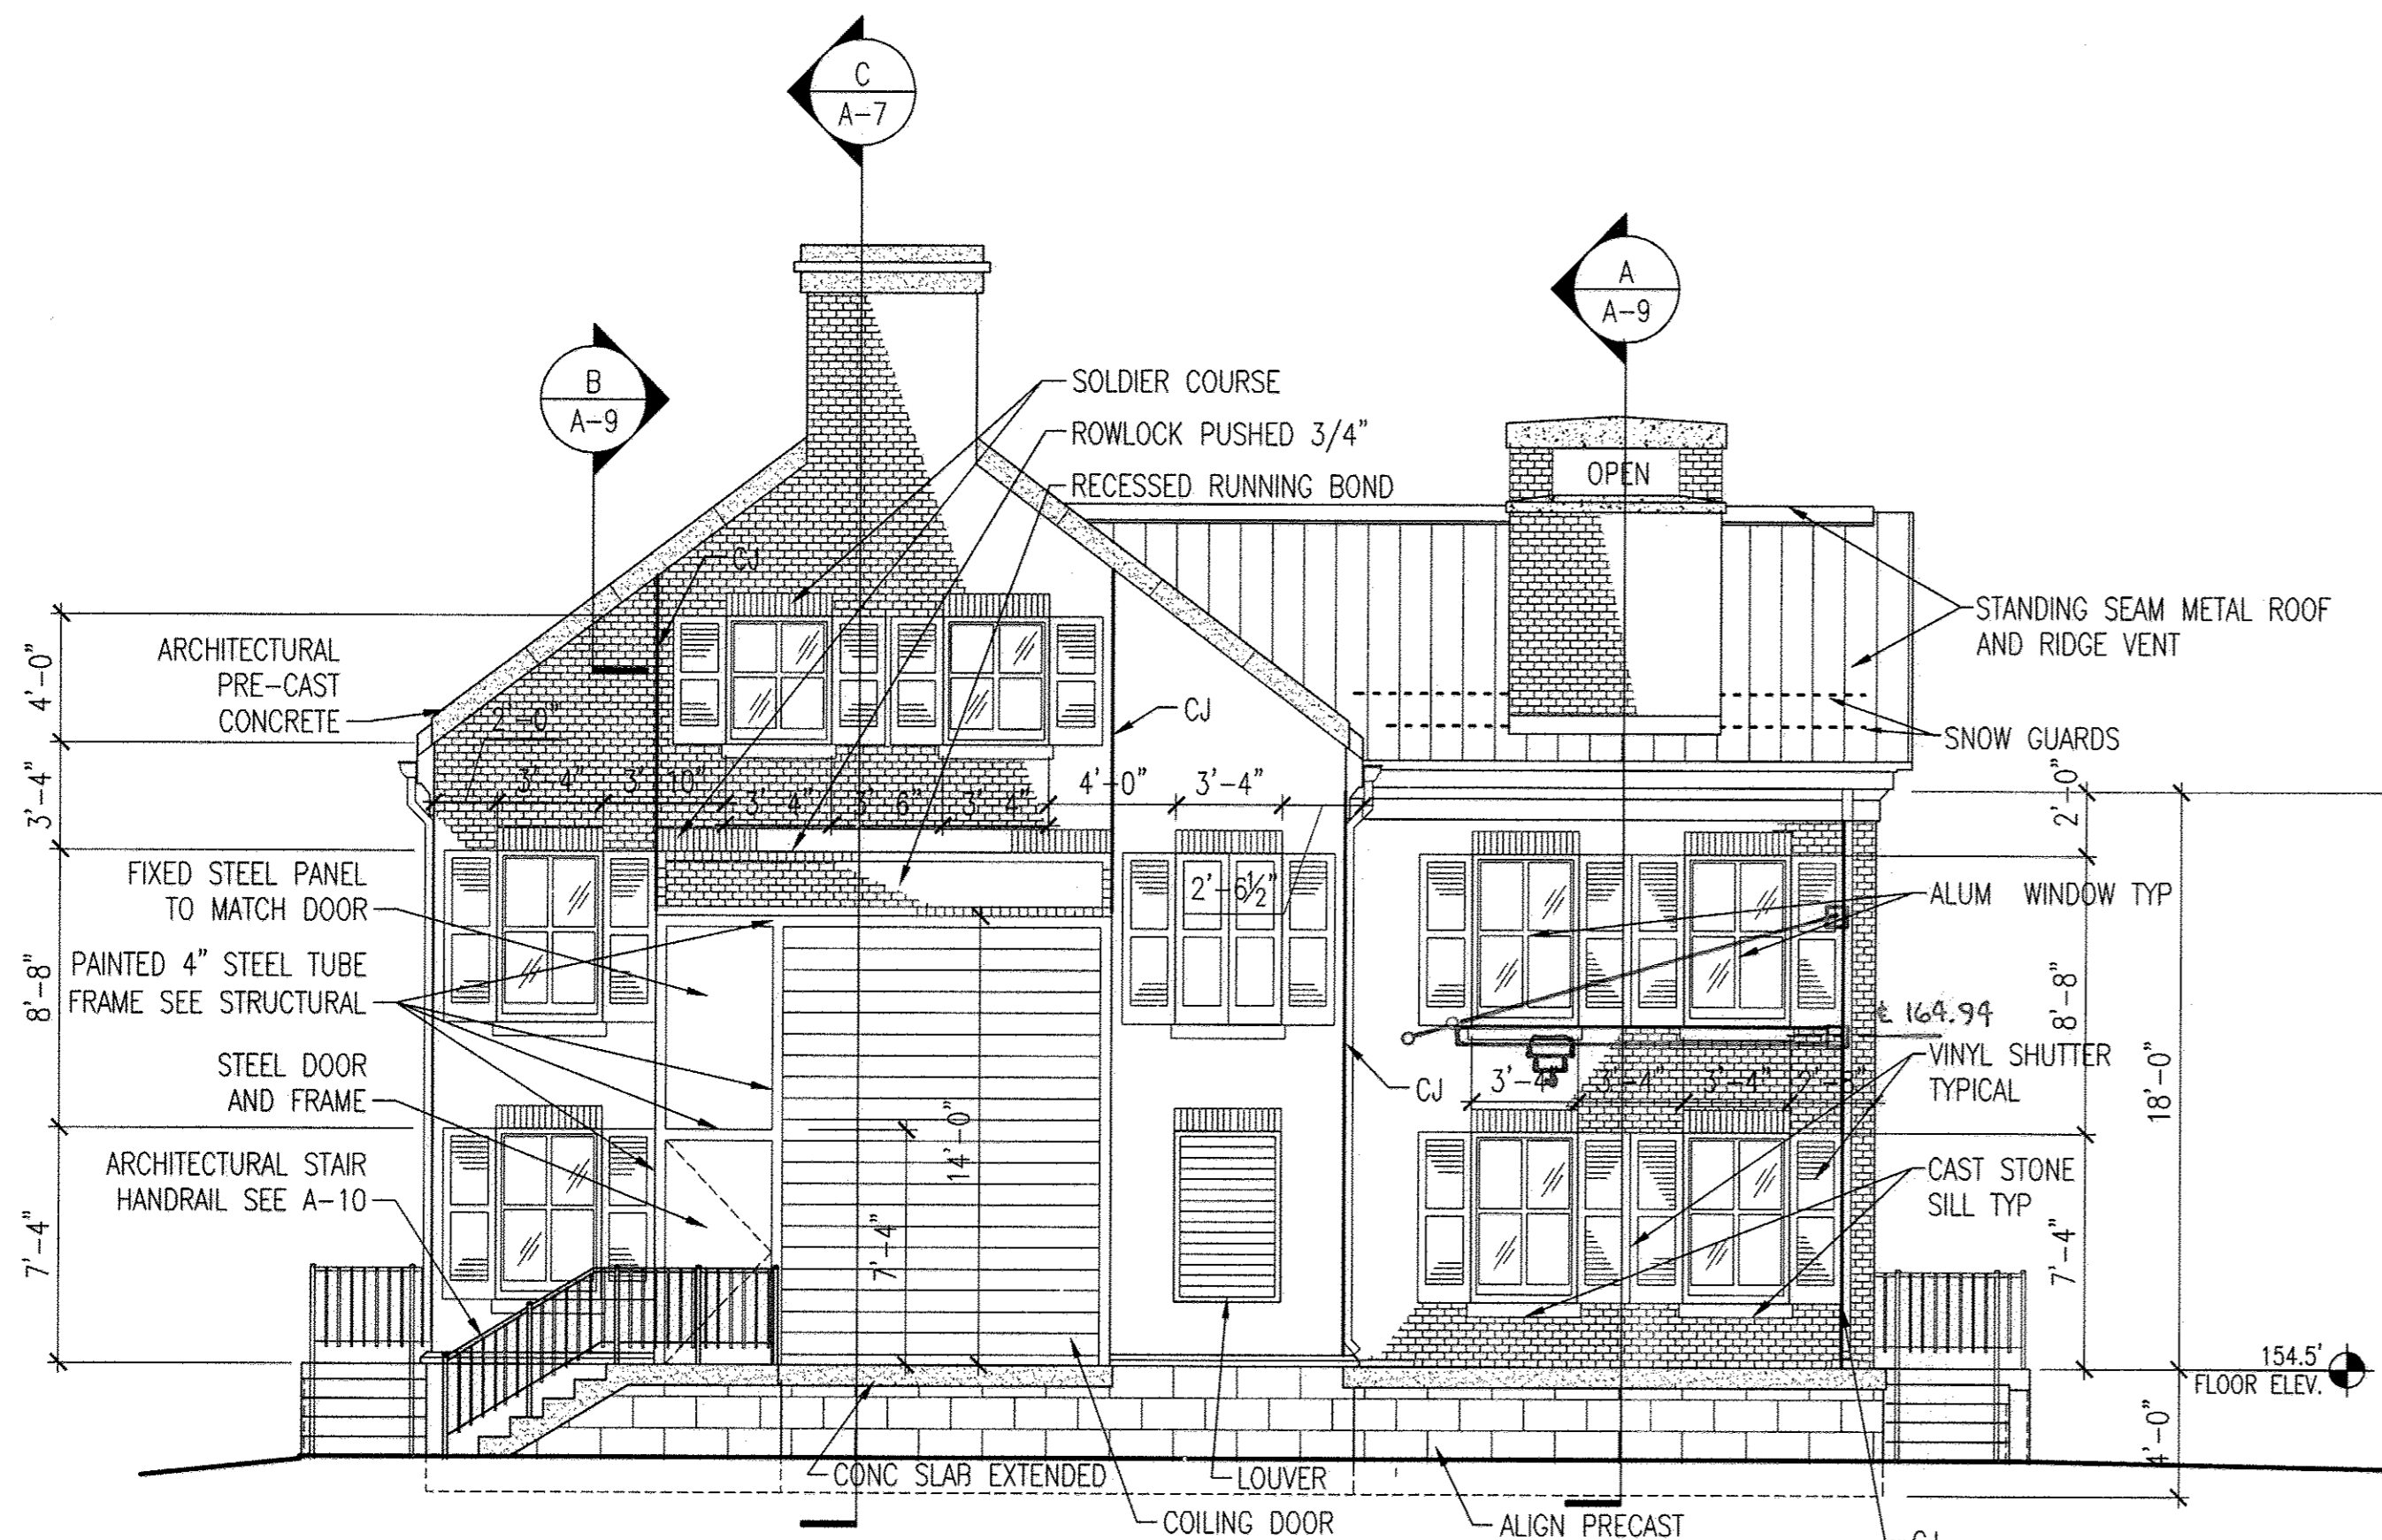 C
A-7
A
A-9
B
A-9
SOLDIER COURSE
ROWLOCK PUSHED 3/4"
RECESSED RUNNING BOND
OPEN
CJ
STANDING SEAM METAL ROOF
AND RIDGE VENT
ARCHITECTURAL
PRE-CAST
CONCRETE
4'-0"
2'-0"
CJ
SNOW GUARDS
3'-4"
3'-4"
3'-10"
3'-4"
3'-6"
3'-4"
4'-0"
3'-4"
2'-0"
FIXED STEEL PANEL
TO MATCH DOOR
2'-6½"
ALUM WINDOW TYP
PAINTED 4" STEEL TUBE
FRAME SEE STRUCTURAL
8'-8"
8'-8"
℄ 164.94
STEEL DOOR
AND FRAME
CJ
3'-4"
3'-4"
3'-4"
2'-8"
VINYL SHUTTER
TYPICAL
18'-0"
14'-0"
ARCHITECTURAL STAIR
HANDRAIL SEE A-10
CAST STONE
SILL TYP
7'-4"
7'-4"
7'-4"
154.5'
FLOOR ELEV.
4'-0"
CONC SLAB EXTENDED
LOUVER
COILING DOOR
ALIGN PRECAST
CJ